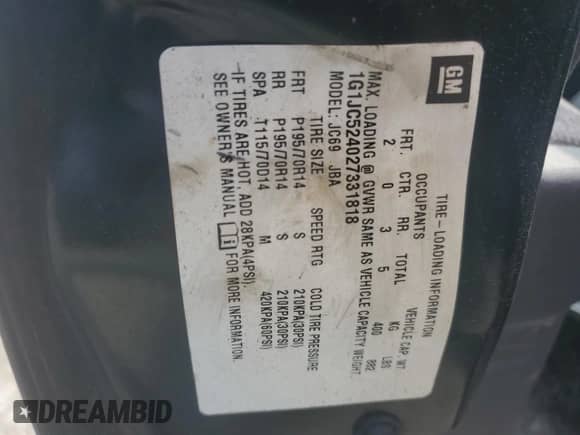 GM
TIRE-LOADING INFORMATION
OCCUPANTS VEHICLE CAP. WT.
FRT. CTR. RR. TOTAL KG LBS
2 0 3 5 400 882
MAX. LOADING @ GVWR SAME AS VEHICLE CAPACITY WEIGHT.
1G1JC524027331818
MODEL: JC69 JBA
TIRE SIZE SPEED RTG COLD TIRE PRESSURE
FRT P195/70R14 S 210KPA(30PSI)
RR P195/70R14 S 210KPA(30PSI)
SPA T115/70D14 M 420KPA(60PSI)
IF TIRES ARE HOT, ADD 28KPA(4PSI).
SEE OWNER'S MANUAL i FOR MORE INFORMATION.
DREAMBID